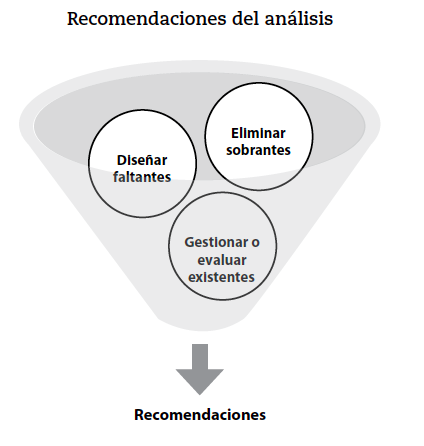 Recomendaciones del análisis
Eliminar
sobrantes
Diseñar
faltantes
Gestionar o
evaluar
existentes
Recomendaciones